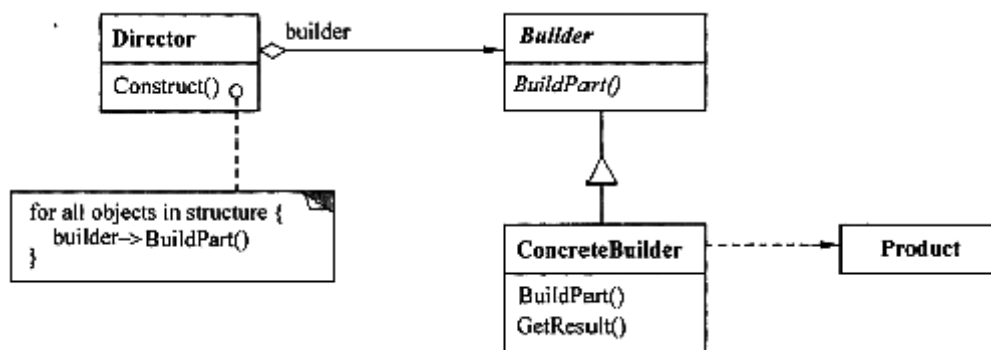 Director
Construct()
builder
Builder
BuildPart()
for all objects in structure {
builder->BuildPart()
}
ConcreteBuilder
BuildPart()
GetResult()
Product